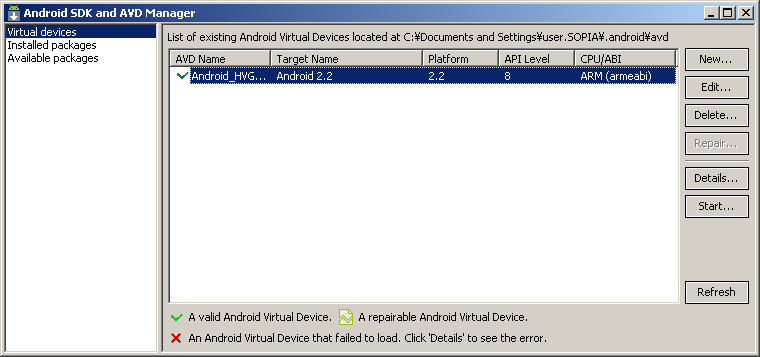 Android SDK and AVD Manager
Virtual devices
Installed packages
Available packages
List of existing Android Virtual Devices located at C:¥Documents and Settings¥user.SOPIA¥.android¥avd
AVD Name Target Name Platform API Level CPU/ABI
Android_HVG... Android 2.2 2.2 8 ARM (armeabi)
New...
Edit...
Delete...
Repair...
Details...
Start...
Refresh
A valid Android Virtual Device. A repairable Android Virtual Device.
An Android Virtual Device that failed to load. Click 'Details' to see the error.